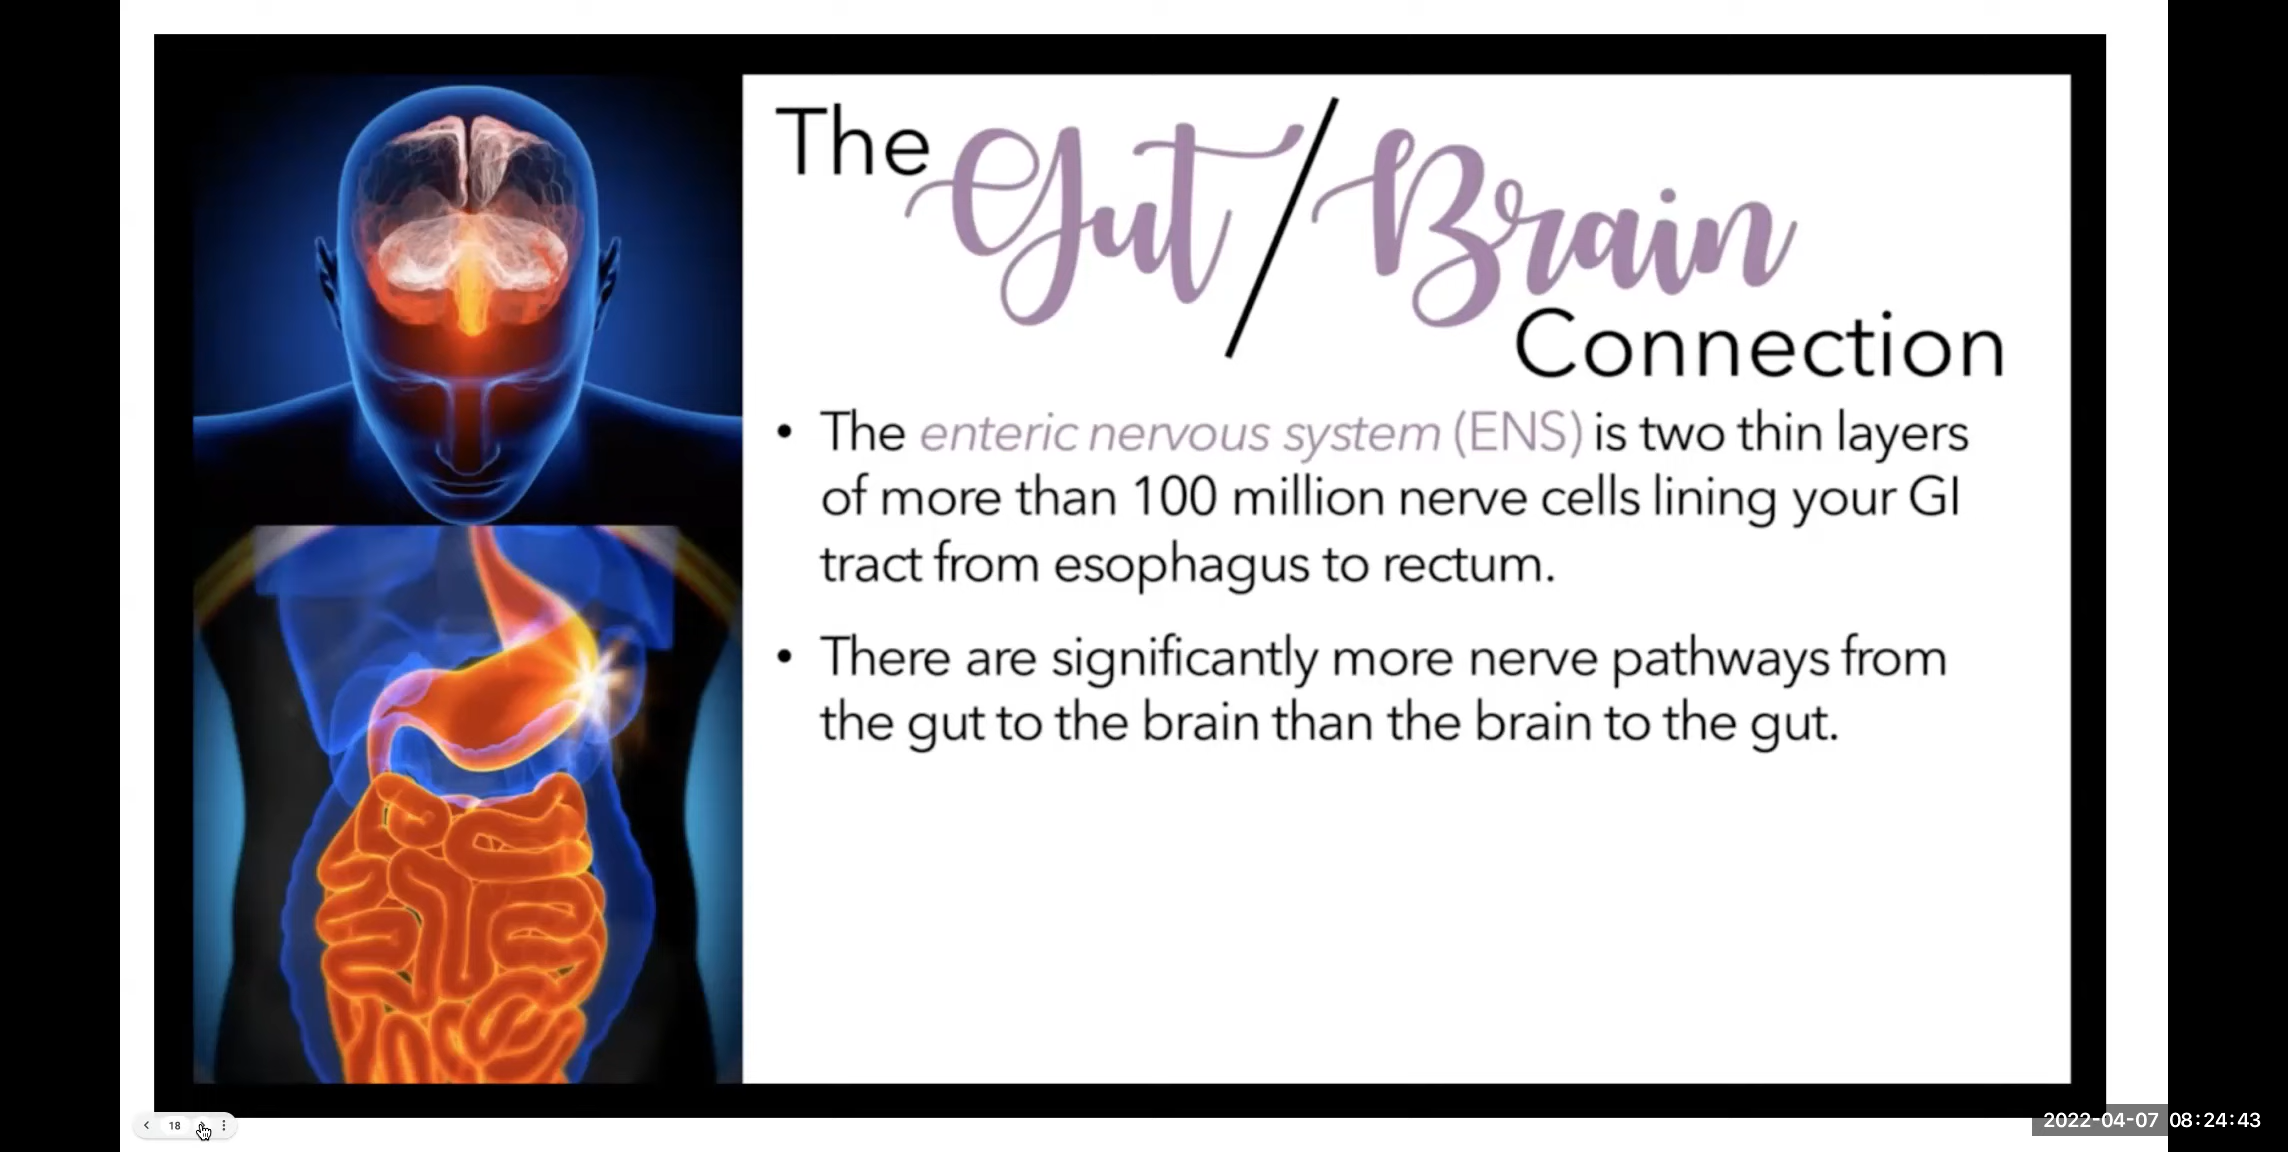 The Gut/Brain
Connection
• The enteric nervous system (ENS) is two thin layers
of more than 100 million nerve cells lining your GI
tract from esophagus to rectum.
• There are significantly more nerve pathways from
the gut to the brain than the brain to the gut.
18
2022-04-07 08:24:43